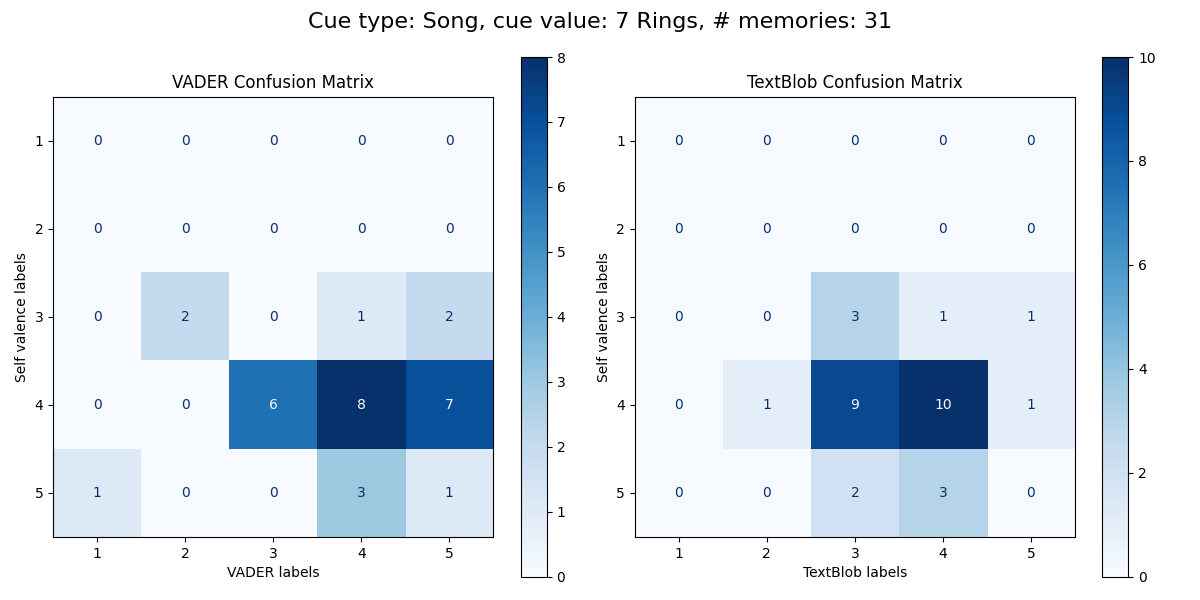 Cue type: Song, cue value: 7 Rings, # memories: 31
VADER Confusion Matrix
Self valence labels
1 0 0 0 0 0
2 0 0 0 0 0
3 0 2 0 1 2
4 0 0 6 8 7
5 1 0 0 3 1
1 2 3 4 5
VADER labels
8
7
6
5
4
3
2
1
0
TextBlob Confusion Matrix
Self valence labels
1 0 0 0 0 0
2 0 0 0 0 0
3 0 0 3 1 1
4 0 1 9 10 1
5 0 0 2 3 0
1 2 3 4 5
TextBlob labels
10
8
6
4
2
0